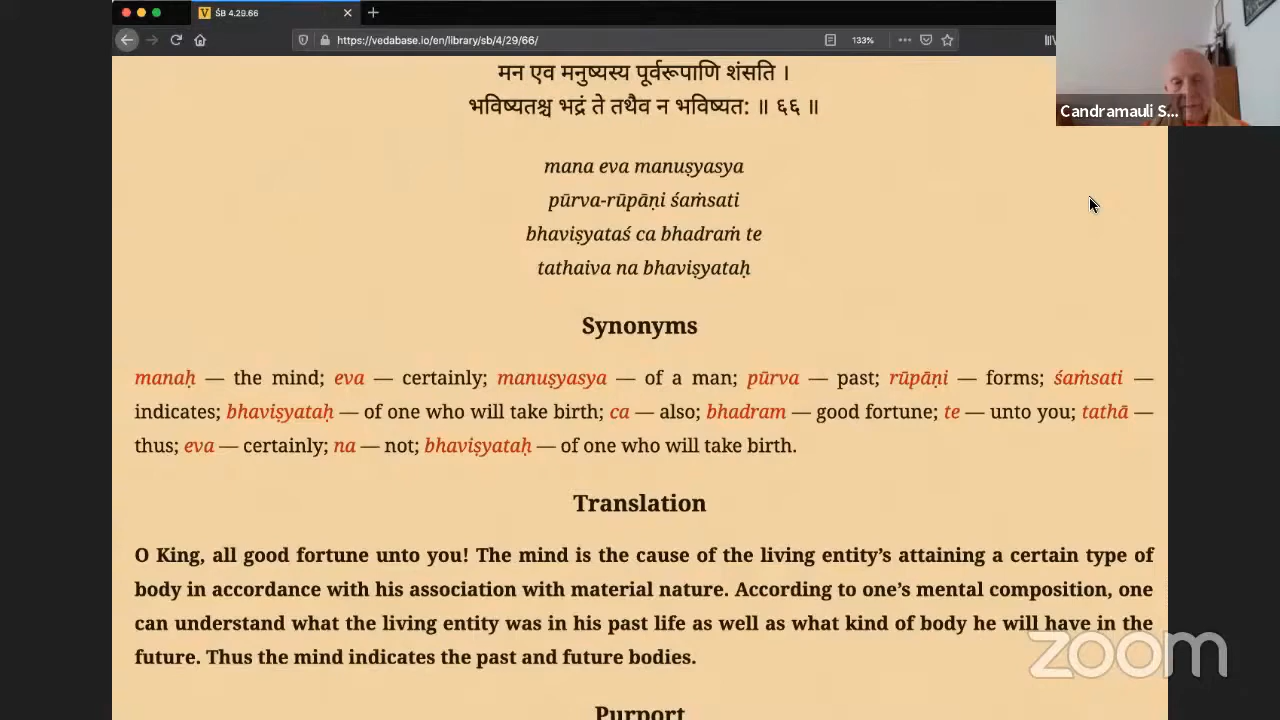 ŚB 4.29.66
https://vedabase.io/en/library/sb/4/29/66/
133%
Candramauli S...
मन एव मनुष्यस्य पूर्वरूपाणि शंसति ।
भविष्यतश्च भद्रं ते तथैव न भविष्यत: ॥ ६६ ॥
mana eva manuṣyasya
pūrva-rūpāṇi śaṁsati
bhaviṣyataś ca bhadraṁ te
tathaiva na bhaviṣyataḥ
Synonyms
manaḥ — the mind; eva — certainly; manuṣyasya — of a man; pūrva — past; rūpāṇi — forms; śaṁsati —
indicates; bhaviṣyataḥ — of one who will take birth; ca — also; bhadram — good fortune; te — unto you; tathā —
thus; eva — certainly; na — not; bhaviṣyataḥ — of one who will take birth.
Translation
O King, all good fortune unto you! The mind is the cause of the living entity’s attaining a certain type of
body in accordance with his association with material nature. According to one’s mental composition, one
can understand what the living entity was in his past life as well as what kind of body he will have in the
future. Thus the mind indicates the past and future bodies.
zoom
Purport